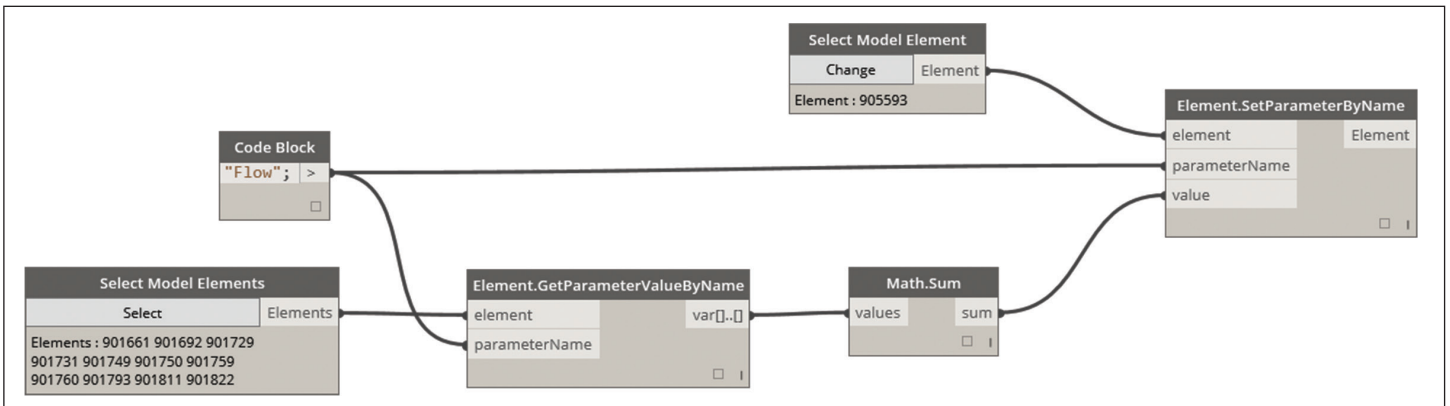 Select Model Element
Change Element
Element : 905593
Element.SetParameterByName
element Element
parameterName
value
Code Block
"Flow"; >
Select Model Elements
Select Elements
Elements : 901661 901692 901729
901731 901749 901750 901759
901760 901793 901811 901822
Element.GetParameterValueByName
element var[]..[]
parameterName
Math.Sum
values sum